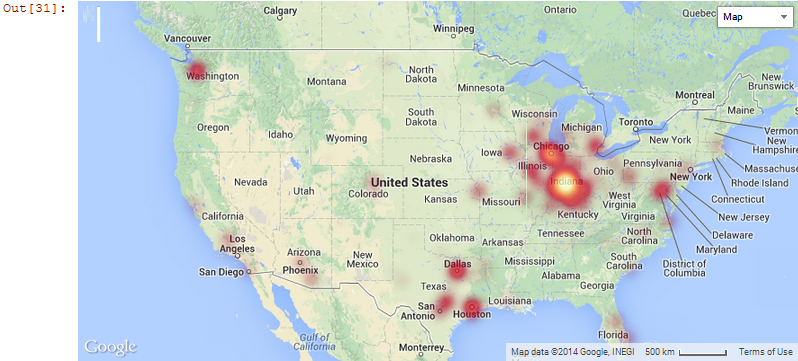 Out[31]:
Calgary
Ontario
Quebec
Map
Vancouver
Winnipeg
Washington
North
Dakota
Montana
Minnesota
Montreal
New
Brunswick
Maine
South
Dakota
Wisconsin
Michigan
Toronto
Oregon
Idaho
Wyoming
New York
Vermont
New
Hampshire
Iowa
Chicago
Nebraska
Illinois
Indiana
Ohio
Pennsylvania
New York
Massachuse
Rhode Island
Connecticut
New Jersey
Delaware
Maryland
District of
Columbia
Nevada
Utah
United States
Colorado
Kansas
Missouri
West
Virginia
Virginia
Kentucky
California
Los
Angeles
San Diego
Arizona
Phoenix
New
Mexico
Oklahoma
Arkansas
Tennessee
North
Carolina
South
Carolina
Mississippi
Alabama
Georgia
Dallas
Texas
San
Antonio
Houston
Louisiana
Florida
Gulf of
California
Monterrey
Google
Map data ©2014 Google, INEGI
500 km
Terms of Use